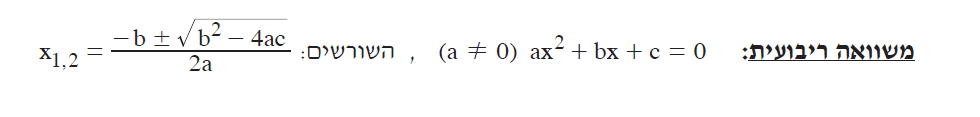 משוואה ריבועית: ax² + bx + c = 0 (a ≠ 0) , השורשים: x₁,₂ = (−b ± √(b² − 4ac)) / 2a